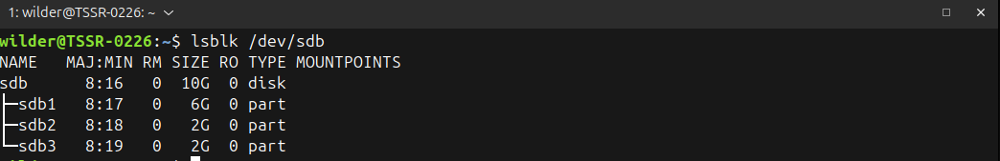 1: wilder@TSSR-0226: ~
wilder@TSSR-0226:~$ lsblk /dev/sdb
NAME   MAJ:MIN RM SIZE RO TYPE MOUNTPOINTS
sdb      8:16   0  10G  0 disk
├─sdb1   8:17   0   6G  0 part
├─sdb2   8:18   0   2G  0 part
└─sdb3   8:19   0   2G  0 part